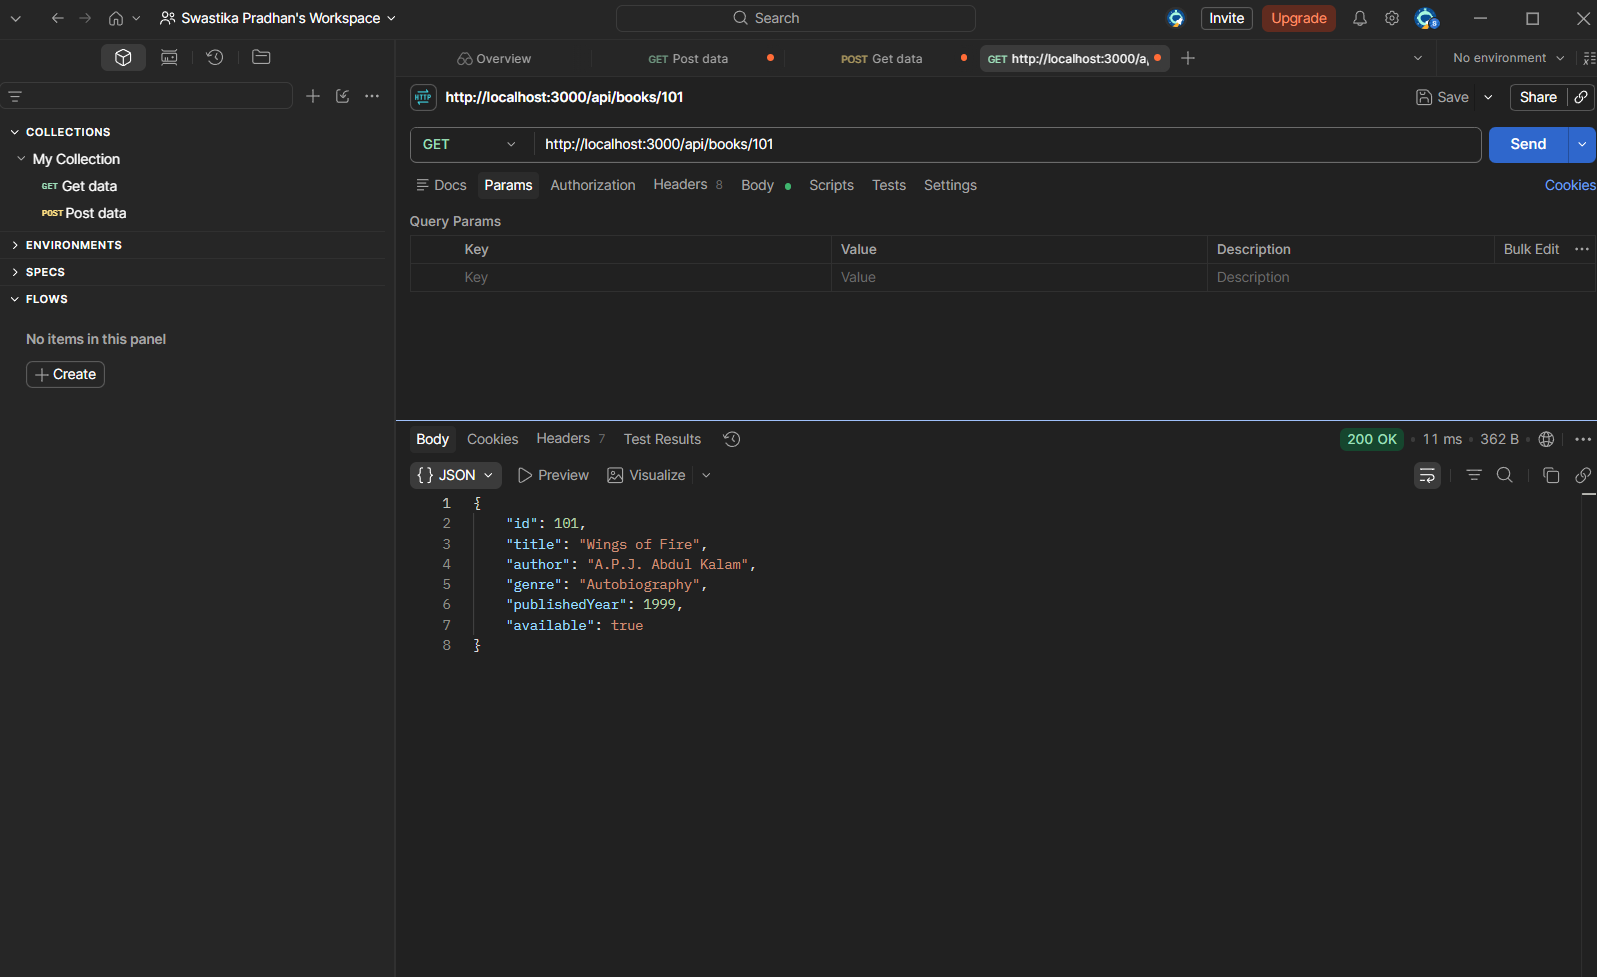 Swastika Pradhan's Workspace
Search
Invite
Upgrade
8
Overview
GET Post data
POST Get data
GET http://localhost:3000/a
No environment
HTTP http://localhost:3000/api/books/101
Save
Share
COLLECTIONS
My Collection
GET Get data
POST Post data
ENVIRONMENTS
SPECS
FLOWS
No items in this panel
Create
GET http://localhost:3000/api/books/101
Send
Docs Params Authorization Headers 8 Body Scripts Tests Settings
Cookies
Query Params
Key Value Description Bulk Edit
Key Value Description
Body Cookies Headers 7 Test Results
200 OK 11 ms 362 B
{} JSON Preview Visualize
1 {
2 "id": 101,
3 "title": "Wings of Fire",
4 "author": "A.P.J. Abdul Kalam",
5 "genre": "Autobiography",
6 "publishedYear": 1999,
7 "available": true
8 }